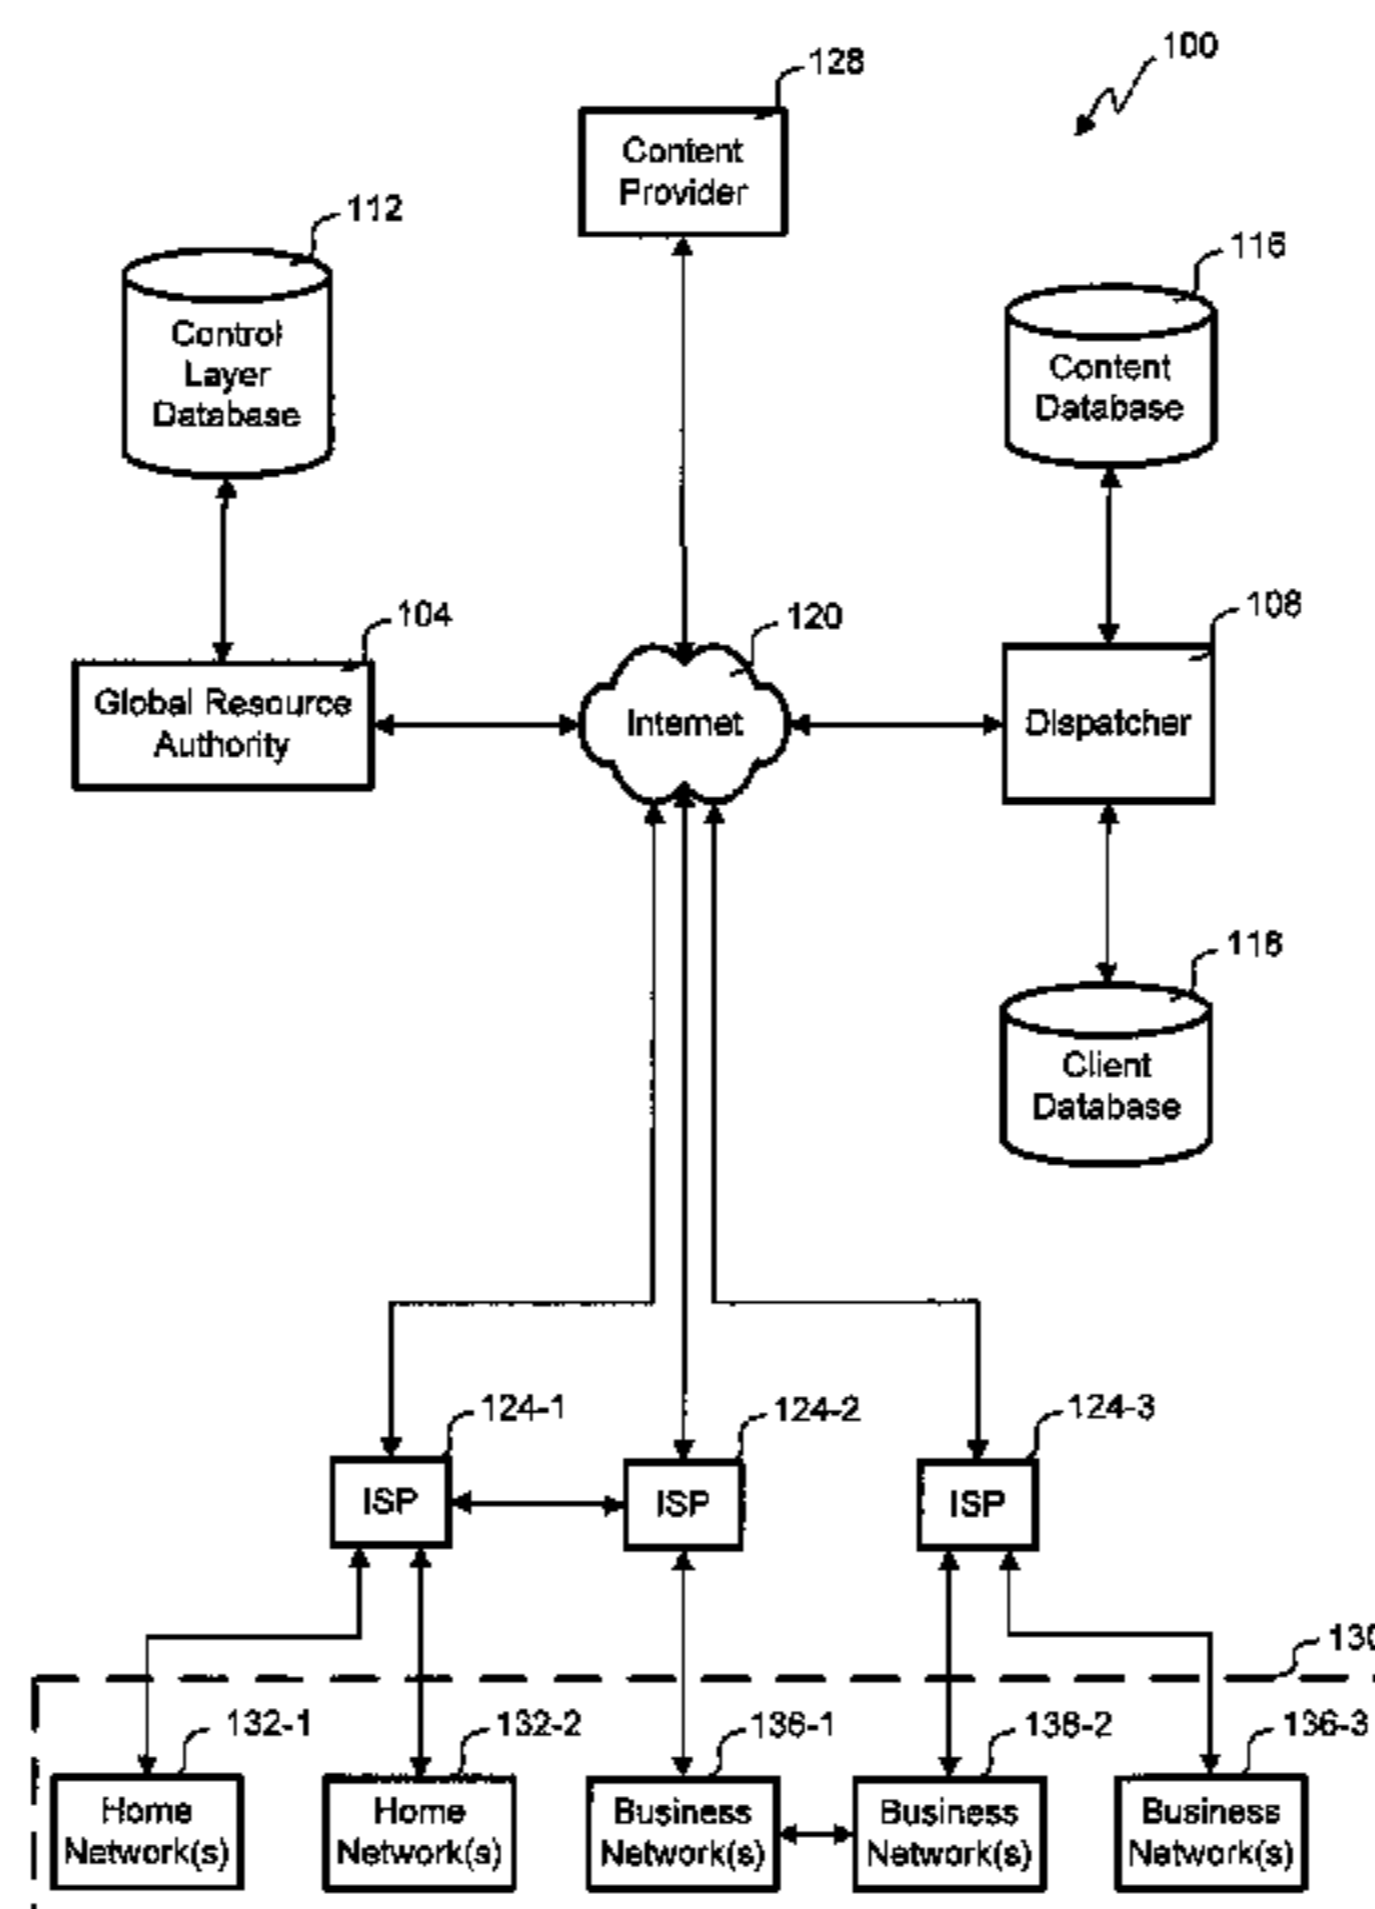 100
128
Content
Provider
112
Control
Layer
Database
116
Content
Database
104
Global Resource
Authority
120
Internet
108
Dispatcher
118
Client
Database
124-1
ISP
124-2
ISP
124-3
ISP
130
132-1
Home
Network(s)
132-2
Home
Network(s)
136-1
Business
Network(s)
136-2
Business
Network(s)
136-3
Business
Network(s)